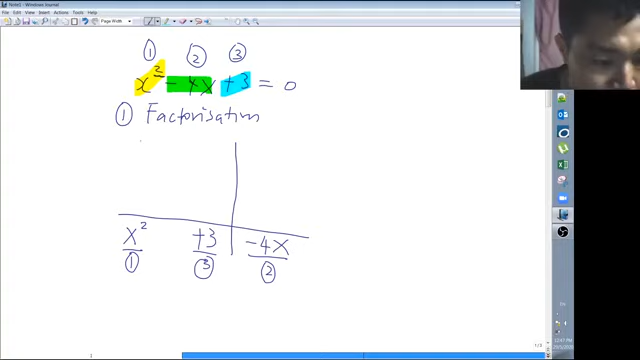 Note5 - Windows Journal
File Edit View Insert Actions Tools Help
Page Width
① ② ③
x² - 4x + 3 = 0
① Factorisation
x² +3 -4x
① ③ ②